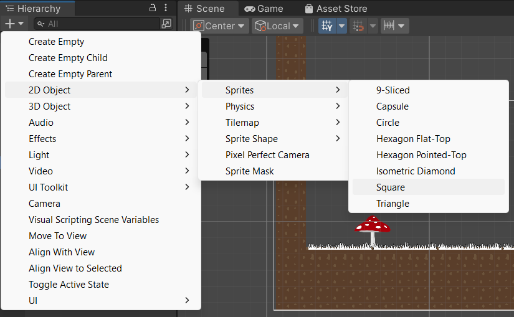 Hierarchy
Scene
Game
Asset Store
All
Center
Local
Create Empty
Create Empty Child
Create Empty Parent
2D Object
3D Object
Audio
Effects
Light
Video
UI Toolkit
Camera
Visual Scripting Scene Variables
Move To View
Align With View
Align View to Selected
Toggle Active State
UI
Sprites
Physics
Tilemap
Sprite Shape
Pixel Perfect Camera
Sprite Mask
9-Sliced
Capsule
Circle
Hexagon Flat-Top
Hexagon Pointed-Top
Isometric Diamond
Square
Triangle